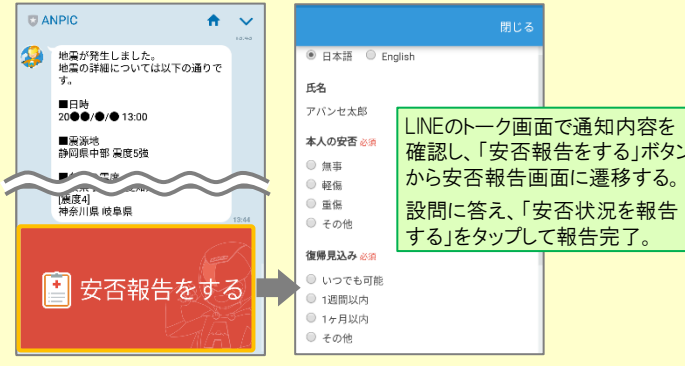 ANPIC
地震が発生しました。
地震の詳細については以下の通りで
す。
■日時
20●●/●/● 13:00
■震源地
静岡県中部 震度5強
[震度4]
神奈川県 岐阜県
13:44
安否報告をする
閉じる
日本語 English
氏名
アバンセ太郎
本人の安否 必須
無事
軽傷
重傷
その他
復帰見込み 必須
いつでも可能
1週間以内
1ヶ月以内
その他
LINEのトーク画面で通知内容を
確認し、「安否報告をする」ボタン
から安否報告画面に遷移する。
設問に答え、「安否状況を報告
する」をタップして報告完了。